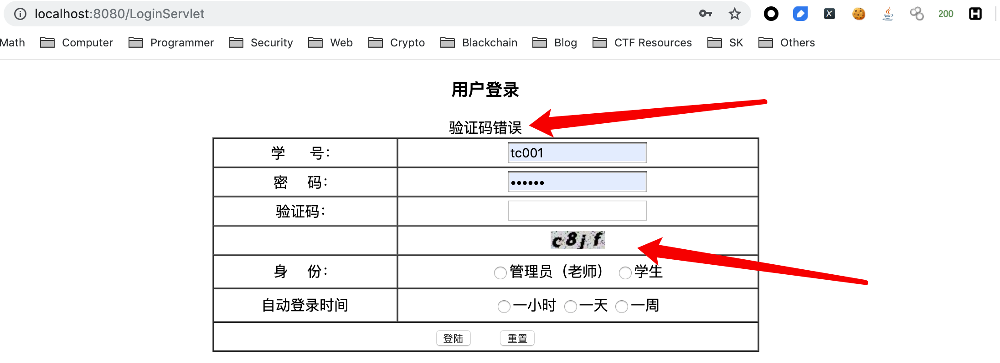 localhost:8080/LoginServlet
200
Math Computer Programmer Security Web Crypto Blackchain Blog CTF Resources SK Others
用户登录
验证码错误
学 号： tc001
密 码： ••••••
验证码：
c8jf
身 份： 管理员（老师） 学生
自动登录时间 一小时 一天 一周
登陆 重置